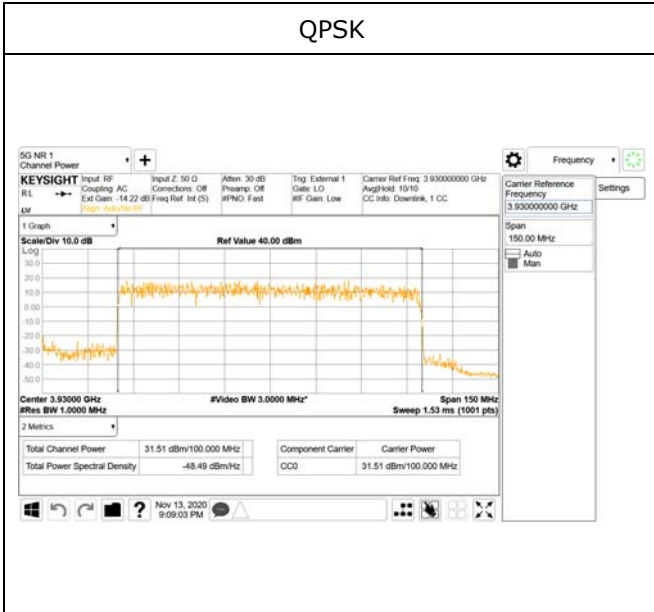 QPSK
5G NR 1
Channel Power
+
Frequency
KEYSIGHT
RL
Input: RF
Coupling: AC
Ext Gain: -14.22 dB
Align: Auto/No RF
Input Z: 50 Ω
Corrections: Off
Freq Ref: Int (S)
Atten: 30 dB
Preamp: Off
#PNO: Fast
Trig: External 1
Gate: LO
#IF Gain: Low
Carrier Ref Freq: 3.930000000 GHz
Avg|Hold: 10/10
CC Info: Downlink, 1 CC
Carrier Reference
Frequency
3.930000000 GHz
Settings
Span
150.00 MHz
Auto
Man
1 Graph
Scale/Div 10.0 dB
Ref Value 40.00 dBm
Log
30.0
20.0
10.0
0.00
-10.0
-20.0
-30.0
-40.0
-50.0
Center 3.93000 GHz
#Video BW 3.0000 MHz*
Span 150 MHz
#Res BW 1.0000 MHz
Sweep 1.53 ms (1001 pts)
2 Metrics
Total Channel Power 31.51 dBm/100.000 MHz
Total Power Spectral Density -48.49 dBm/Hz
Component Carrier Carrier Power
CC0 31.51 dBm/100.000 MHz
?
Nov 13, 2020
9:09:03 PM